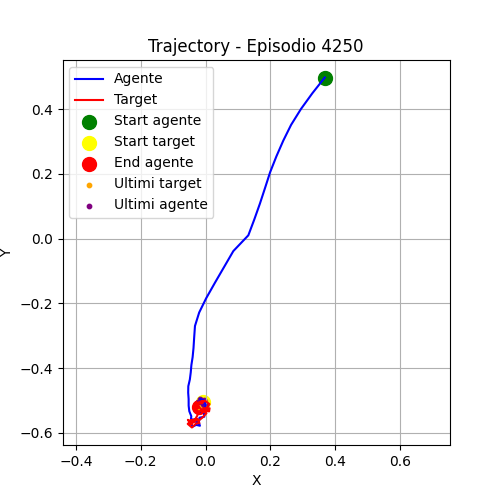 Trajectory - Episodio 4250
Agente
Target
Start agente
Start target
End agente
Ultimi target
Ultimi agente
0.4
0.2
0.0
−0.2
−0.4
−0.6
Y
−0.4
−0.2
0.0
0.2
0.4
0.6
X